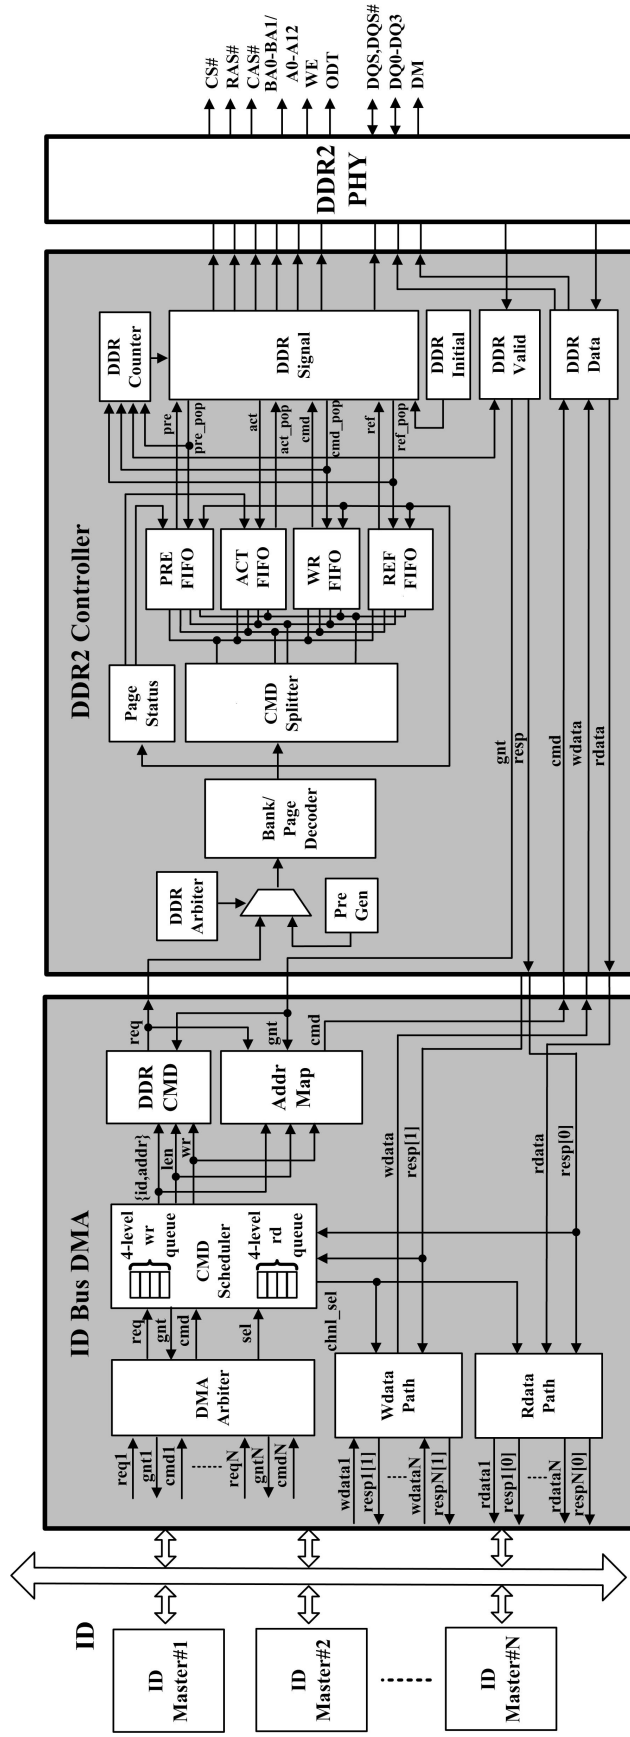 ID
ID
Master#1
ID
Master#2
ID
Master#N
ID Bus DMA
req1
gnt1
cmd1
reqN
gntN
cmdN
DMA
Arbiter
req
gnt
cmd
sel
4-level
wr
queue
CMD
Scheduler
4-level
rd
queue
{id,addr}
len
wr
DDR
CMD
Addr
Map
req
gnt
cmd
chnl_sel
wdata1
resp1[1]
wdataN
respN[1]
Wdata
Path
wdata
resp[1]
rdata1
resp1[0]
rdataN
respN[0]
Rdata
Path
rdata
resp[0]
DDR2 Controller
DDR
Arbiter
Pre
Gen
Bank/
Page
Decoder
Page
Status
CMD
Splitter
PRE
FIFO
ACT
FIFO
WR
FIFO
REF
FIFO
pre
pre_pop
act
act_pop
cmd
cmd_pop
ref
ref_pop
DDR
Counter
DDR
Signal
DDR
Initial
DDR
Valid
DDR
Data
gnt
resp
cmd
wdata
rdata
DDR2
PHY
CS#
RAS#
CAS#
BA0-BA1/
A0-A12
WE
ODT
DQS,DQS#
DQ0-DQ3
DM